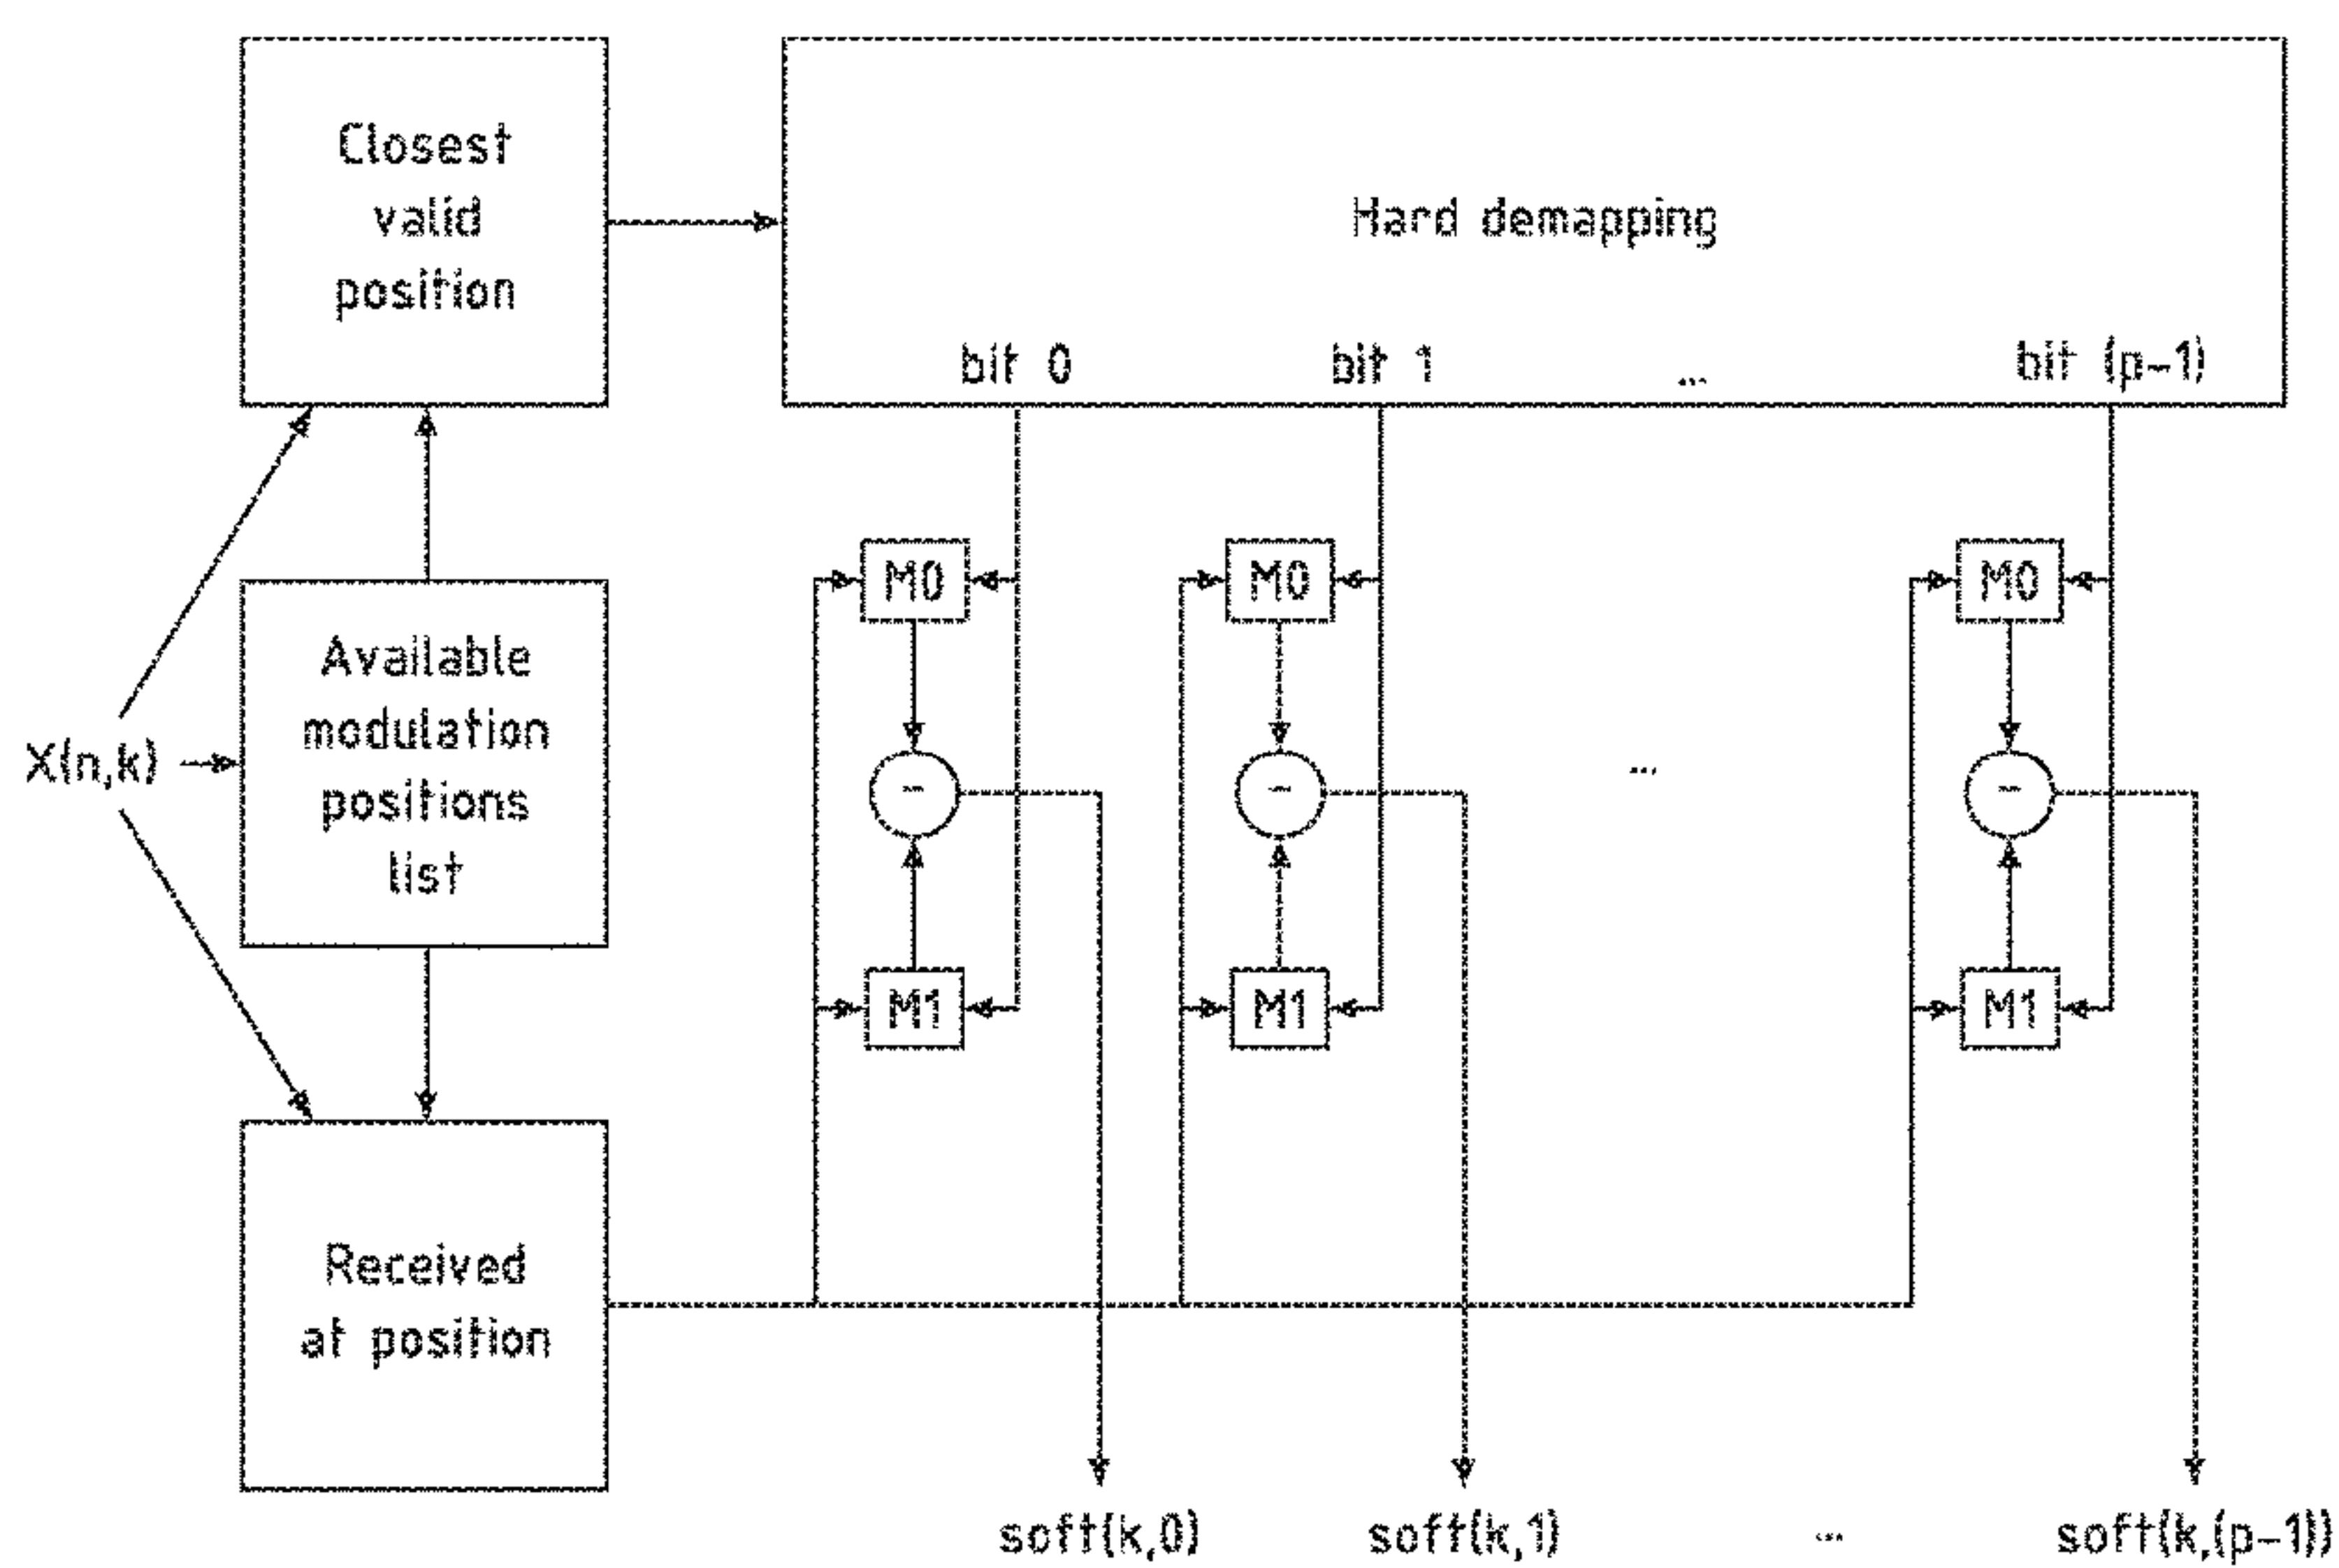 Closest
valid
position
Hard demapping
bit 0
bit 1
...
bit (p-1)
M0
M0
M0
Available
modulation
positions
list
X(n,k)
-
-
...
-
M1
M1
M1
Received
at position
soft(k,0)
soft(k,1)
...
soft(k,(p-1))